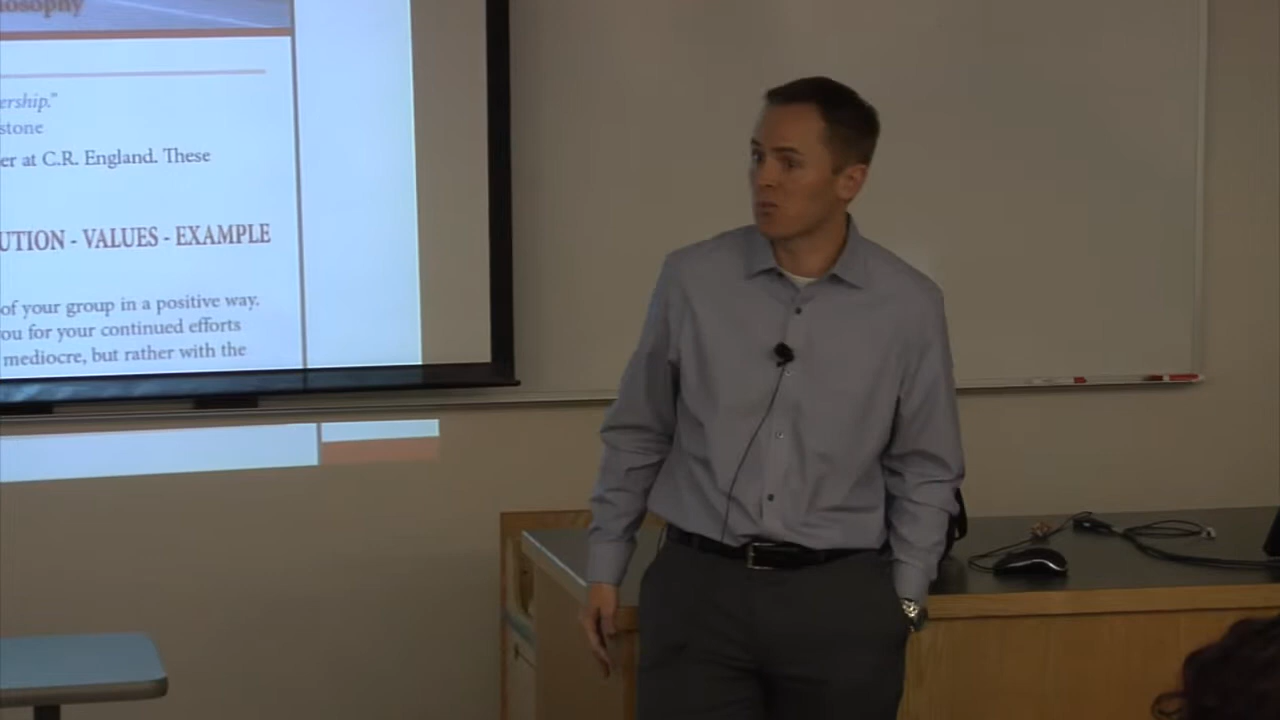 losophy
ership."
stone
er at C.R. England. These
UTION - VALUES - EXAMPLE
of your group in a positive way.
ou for your continued efforts
mediocre, but rather with the